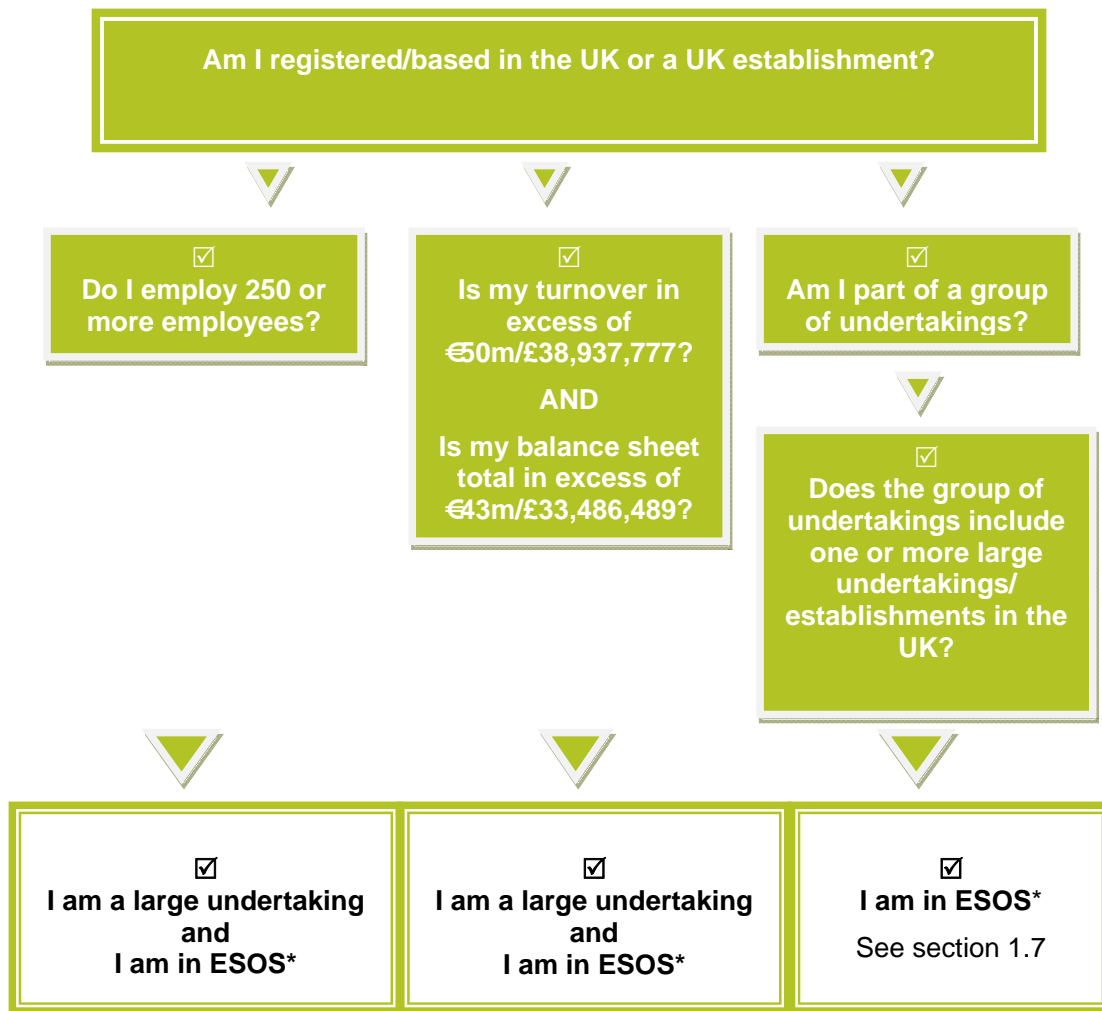 Am I registered/based in the UK or a UK establishment?
☑
Do I employ 250 or
more employees?
☑
Is my turnover in
excess of
€50m/£38,937,777?
AND
Is my balance sheet
total in excess of
€43m/£33,486,489?
☑
Am I part of a group
of undertakings?
☑
Does the group of
undertakings include
one or more large
undertakings/
establishments in the
UK?
☑
I am a large undertaking
and
I am in ESOS*
☑
I am a large undertaking
and
I am in ESOS*
☑
I am in ESOS*
See section 1.7